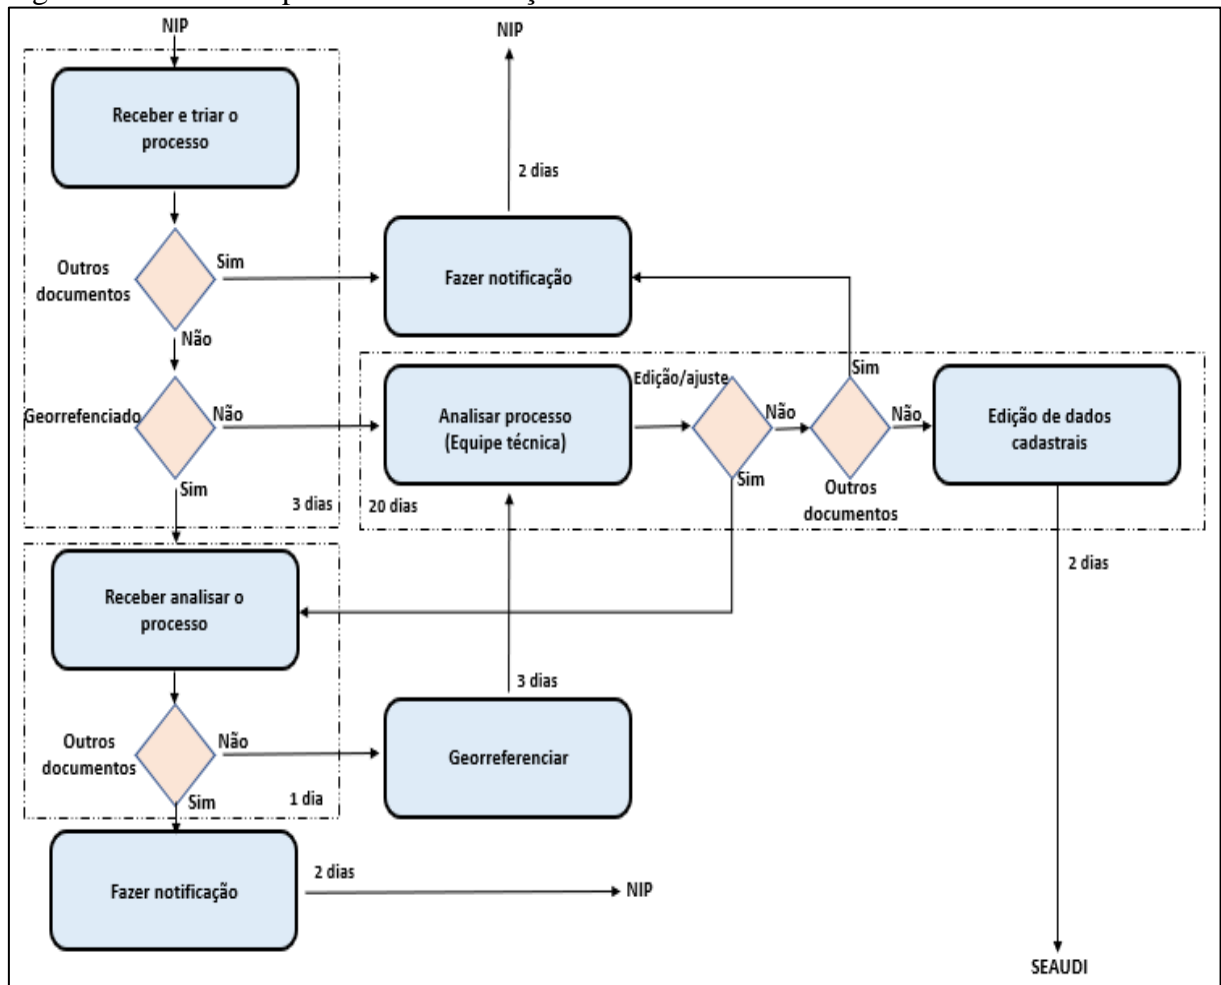 NIP
NIP
Receber e triar o
processo
2 dias
Outros
documentos
Sim
Fazer notificação
Não
Georrefenciado
Não
Analisar processo
(Equipe técnica)
Edição/ajuste
Não
Sim
Não
Edição de dados
cadastrais
Sim
Sim
Outros
documentos
3 dias
20 dias
Receber analisar o
processo
2 dias
3 dias
Outros
documentos
Não
Georreferenciar
Sim
1 dia
Fazer notificação
2 dias
NIP
SEAUDI